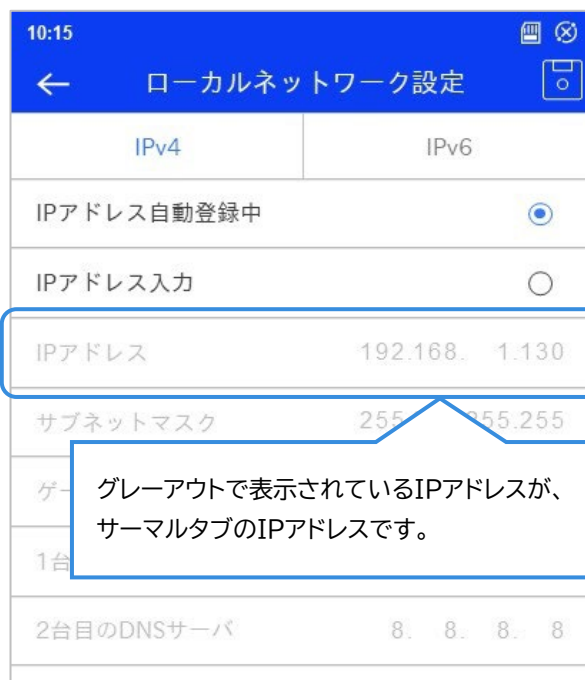 10:15
ローカルネットワーク設定
IPv4 IPv6
IPアドレス自動登録中
IPアドレス入力
IPアドレス 192.168. 1.130
サブネットマスク 255. 255.255
グレーアウトで表示されているIPアドレスが、
サーマルタブのIPアドレスです。
ゲー
1台
2台目のDNSサーバ 8. 8. 8. 8